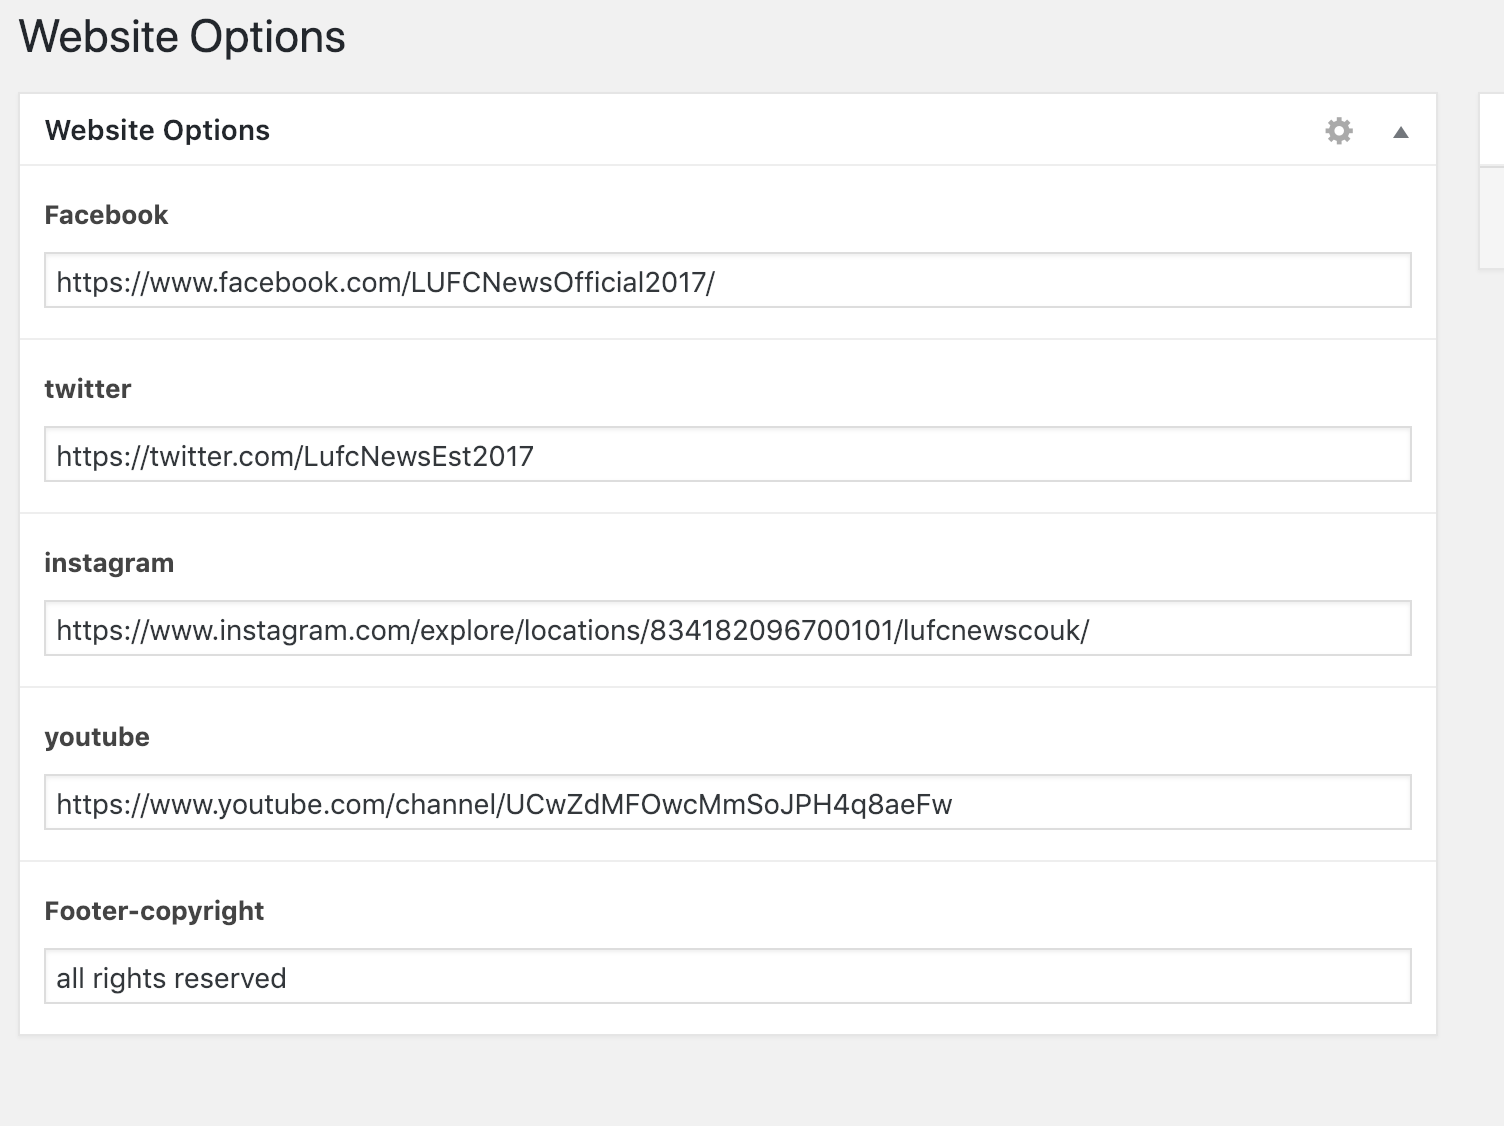 Website Options
Website Options
Facebook
https://www.facebook.com/LUFCNewsOfficial2017/
twitter
https://twitter.com/LufcNewsEst2017
instagram
https://www.instagram.com/explore/locations/834182096700101/lufcnewscouk/
youtube
https://www.youtube.com/channel/UCwZdMFOwcMmSoJPH4q8aeFw
Footer-copyright
all rights reserved